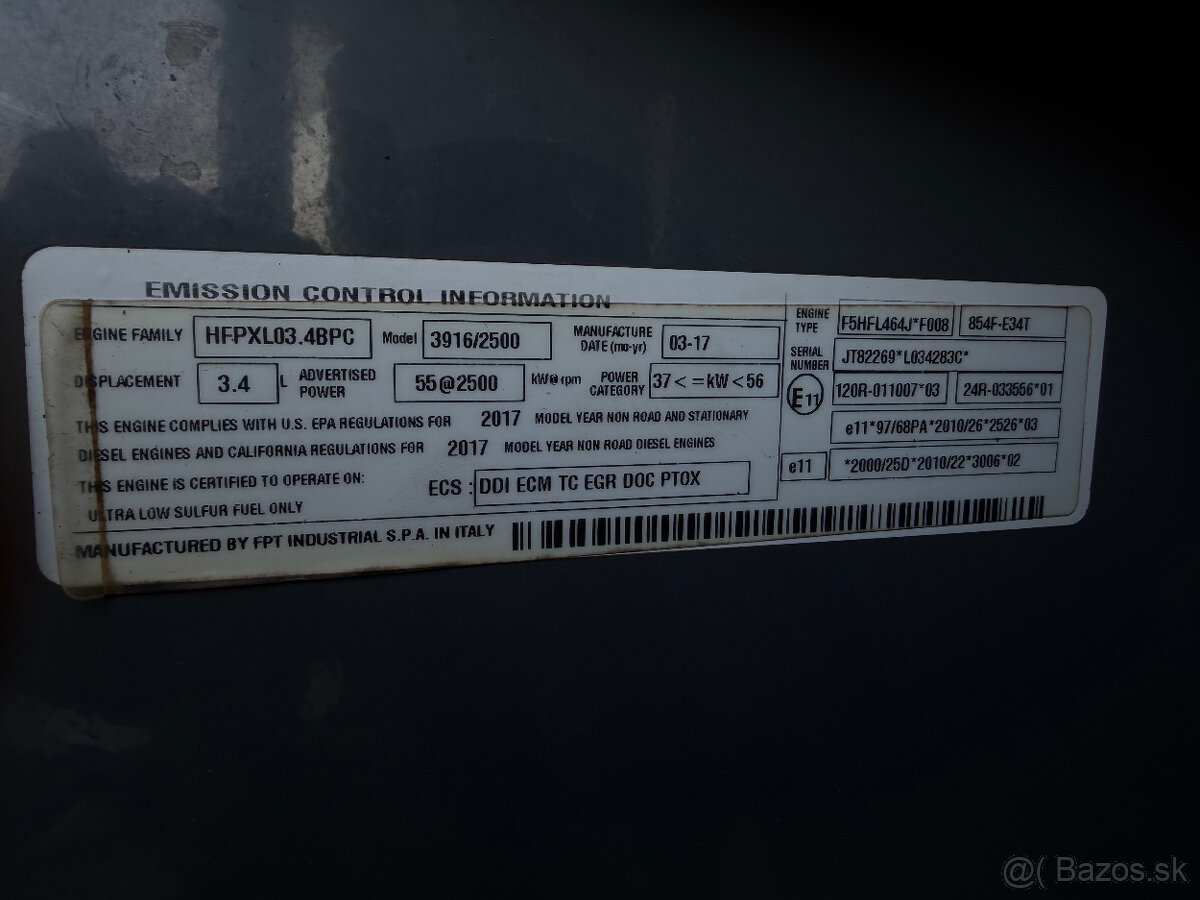 EMISSION CONTROL INFORMATION
ENGINE FAMILY HFPXL03.4BPC Model 3916/2500 MANUFACTURE DATE (mo-yr) 03-17
DISPLACEMENT 3.4 L ADVERTISED POWER 55@2500 kW@rpm POWER CATEGORY 37<=kW<56
THIS ENGINE COMPLIES WITH U.S. EPA REGULATIONS FOR 2017 MODEL YEAR NON ROAD AND STATIONARY
DIESEL ENGINES AND CALIFORNIA REGULATIONS FOR 2017 MODEL YEAR NON ROAD DIESEL ENGINES
THIS ENGINE IS CERTIFIED TO OPERATE ON:
ULTRA LOW SULFUR FUEL ONLY
ECS : DDI ECM TC EGR DOC PTOX
MANUFACTURED BY FPT INDUSTRIAL S.P.A. IN ITALY
ENGINE TYPE F5HFL464J*F008 854F-E34T
SERIAL NUMBER JT82269*L034283C*
E11 120R-011007*03 24R-033556*01
e11*97/68PA*2010/26*2526*03
e11 *2000/25D*2010/22*3006*02
@( Bazos.sk